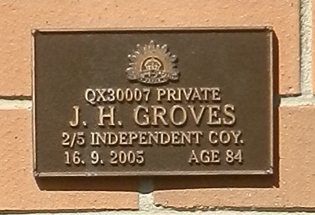 QX30007 PRIVATE
J. H. GROVES
2/5 INDEPENDENT COY.
16. 9. 2005 AGE 84